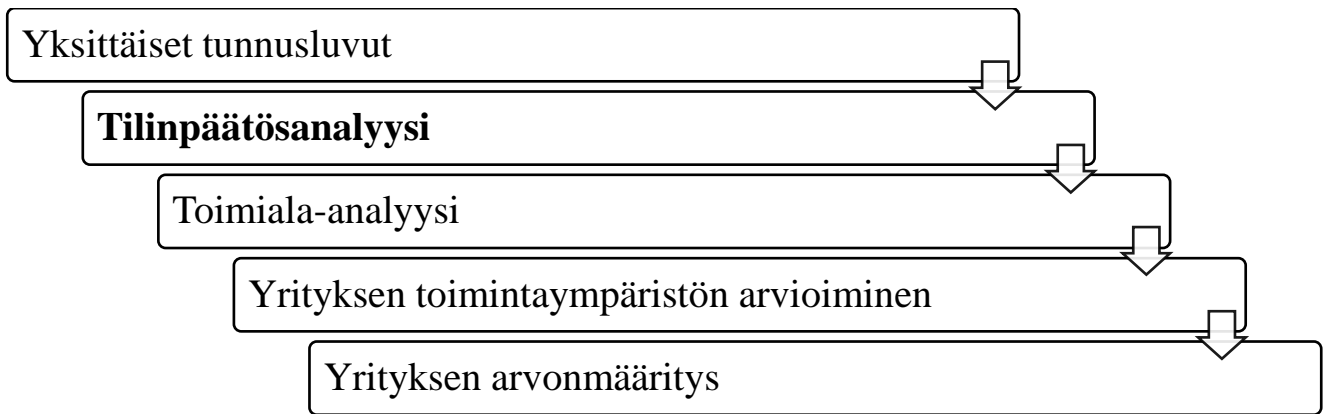 Yksittäiset tunnusluvut
Tilinpäätösanalyysi
Toimiala-analyysi
Yrityksen toimintaympäristön arvioiminen
Yrityksen arvonmääritys